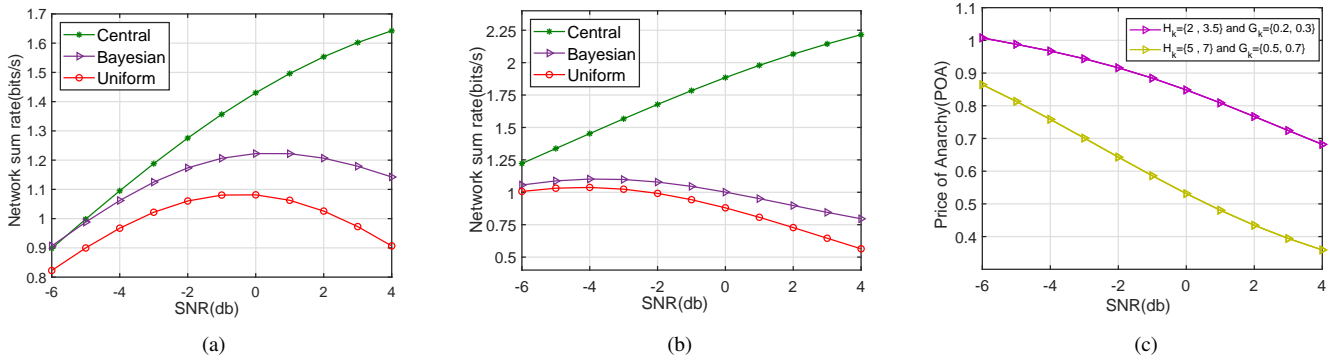 1.7
1.6
1.5
1.4
1.3
1.2
1.1
1
0.9
0.8
Network sum rate(bits/s)
Central
Bayesian
Uniform
-6 -4 -2 0 2 4
SNR(db)
(a)
2.25
2
1.75
1.5
1.25
1
0.75
0.5
Network sum rate(bits/s)
Central
Bayesian
Uniform
-6 -4 -2 0 2 4
SNR(db)
(b)
1.1
1
0.9
0.8
0.7
0.6
0.5
0.4
Price of Anarchy(POA)
H_k={2 , 3.5} and G_k={0.2, 0.3}
H_k={5 , 7} and G_k={0.5, 0.7}
-6 -4 -2 0 2 4
SNR(db)
(c)